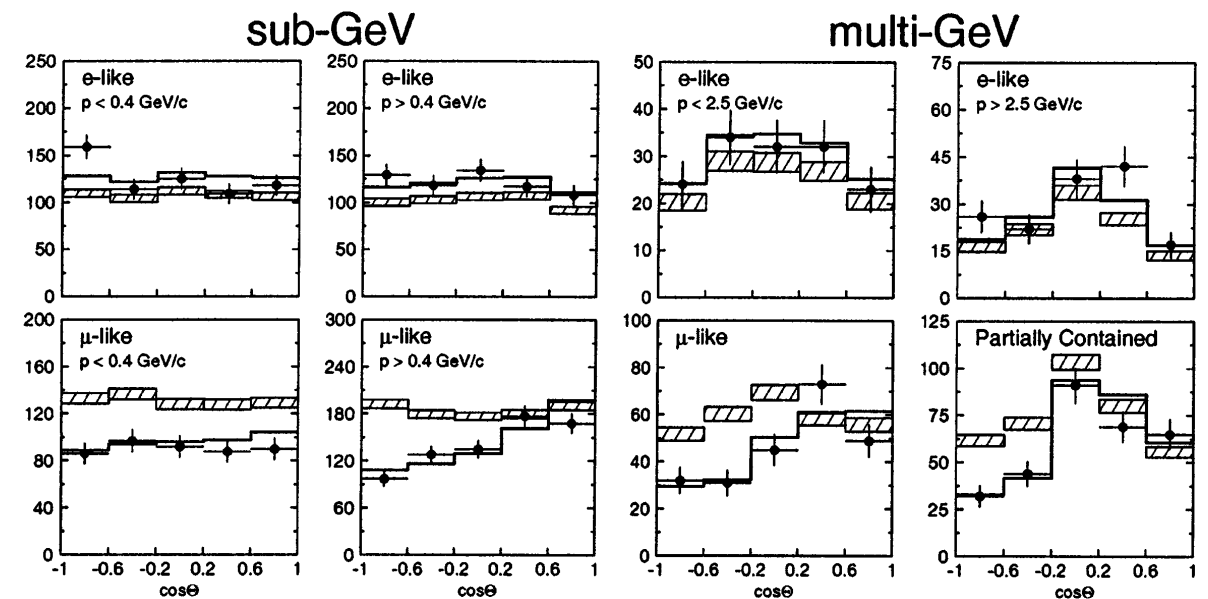 sub-GeV
multi-GeV
250
200
150
100
50
0
e-like
p < 0.4 GeV/c
250
200
150
100
50
0
e-like
p > 0.4 GeV/c
50
40
30
20
10
0
e-like
p < 2.5 GeV/c
75
60
45
30
15
0
e-like
p > 2.5 GeV/c
200
160
120
80
40
0
μ-like
p < 0.4 GeV/c
-1 -0.6 -0.2 0.2 0.6 1
cosΘ
300
240
180
120
60
0
μ-like
p > 0.4 GeV/c
-1 -0.6 -0.2 0.2 0.6 1
cosΘ
100
80
60
40
20
0
μ-like
-1 -0.6 -0.2 0.2 0.6 1
cosΘ
125
100
75
50
25
0
Partially Contained
-1 -0.6 -0.2 0.2 0.6 1
cosΘ